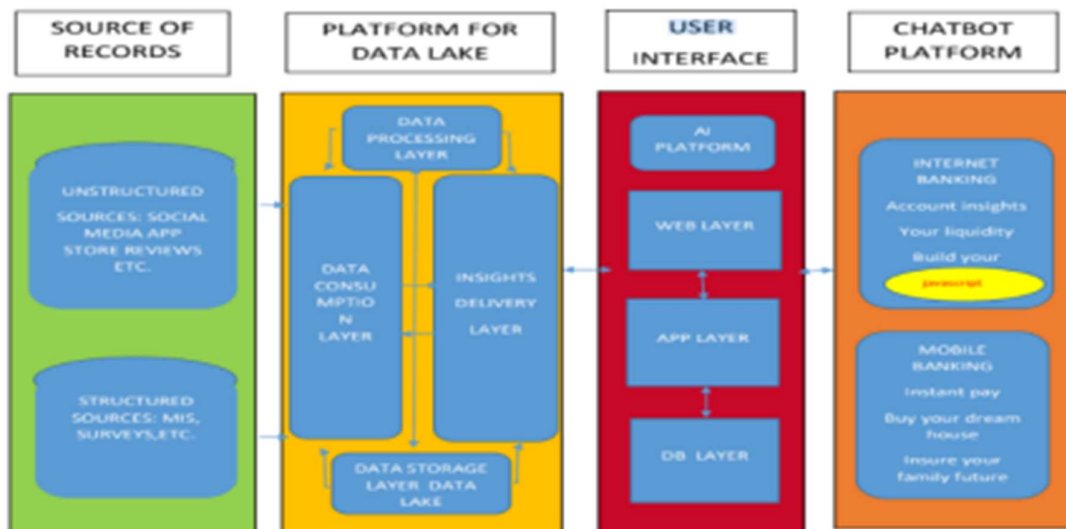 SOURCE OF
RECORDS
PLATFORM FOR
DATA LAKE
USER
INTERFACE
CHATBOT
PLATFORM
UNSTRUCTURED
SOURCES: SOCIAL
MEDIA APP
STORE REVIEWS
ETC.
STRUCTURED
SOURCES: MIS,
SURVEYS,ETC.
DATA
PROCESSING
LAYER
DATA
CONSU
MPTIO
N
LAYER
INSIGHTS
DELIVERY
LAYER
DATA STORAGE
LAYER DATA
LAKE
AI
PLATFORM
WEB LAYER
APP LAYER
DB LAYER
INTERNET
BANKING
Account insights
Your liquidity
Build your
javascript
MOBILE
BANKING
Instant pay
Buy your dream
house
Insure your
family future